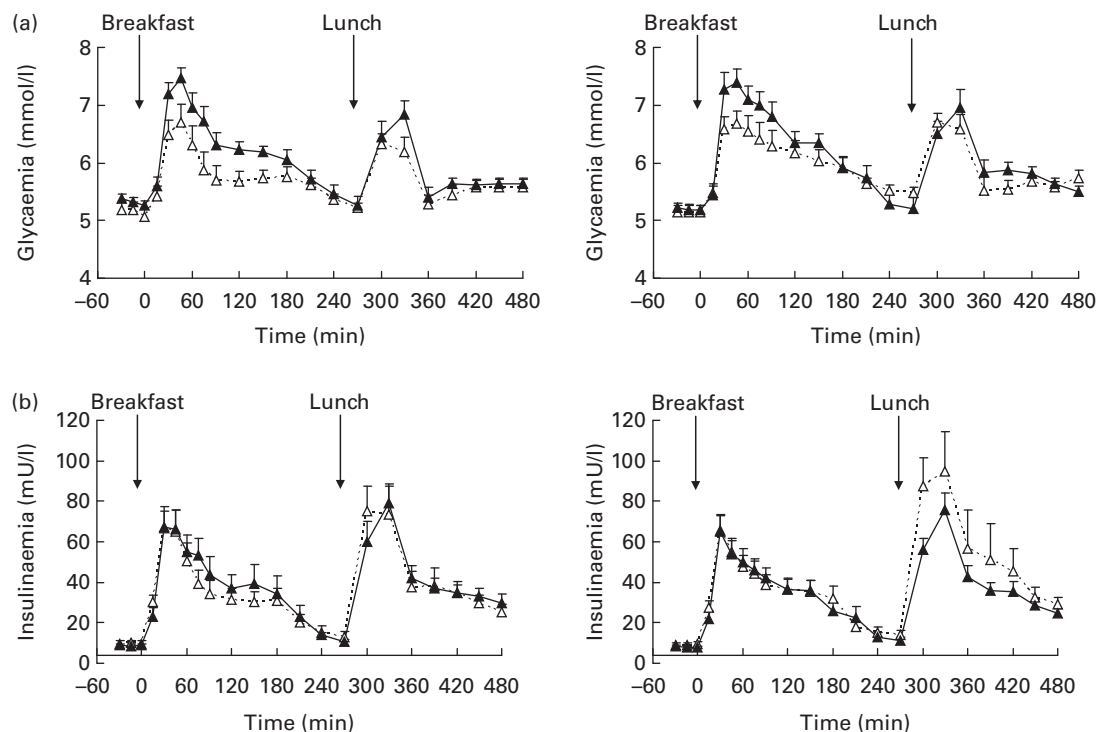 (a) Breakfast Lunch Breakfast Lunch
8 8
7 7
6 6
5 5
4 4
Glycaemia (mmol/l) Glycaemia (mmol/l)
–60 0 60 120 180 240 300 360 420 480 –60 0 60 120 180 240 300 360 420 480
Time (min) Time (min)
(b) Breakfast Lunch Breakfast Lunch
120 120
100 100
80 80
60 60
40 40
20 20
0 0
Insulinaemia (mU/l) Insulinaemia (mU/l)
–60 0 60 120 180 240 300 360 420 480 –60 0 60 120 180 240 300 360 420 480
Time (min) Time (min)